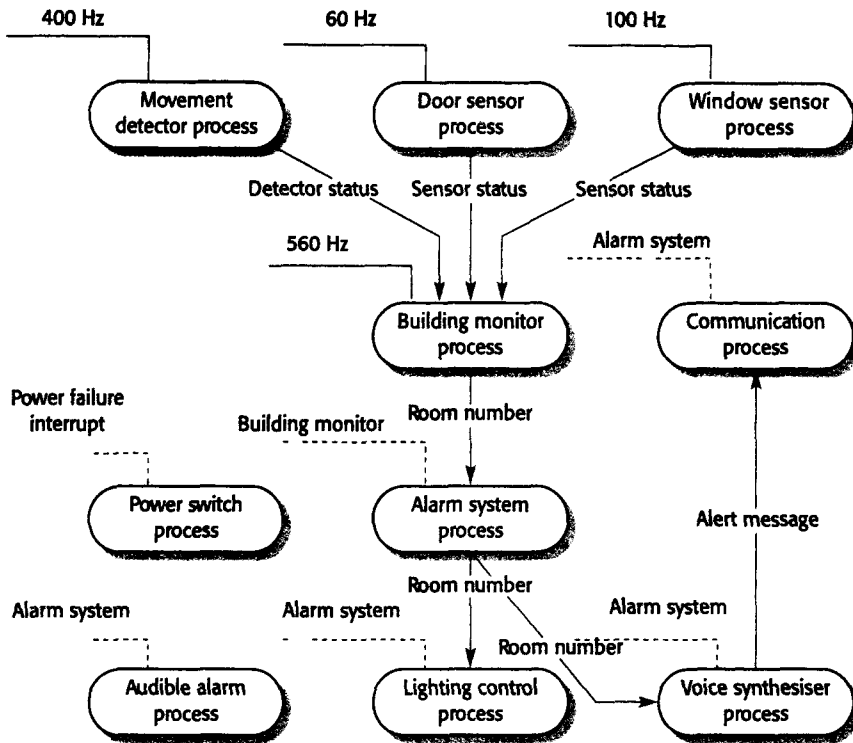 400 Hz
60 Hz
100 Hz
Movement
detector process
Door sensor
process
Window sensor
process
Detector status
Sensor status
Sensor status
560 Hz
Alarm system
Building monitor
process
Communication
process
Power failure
interrupt
Room number
Building monitor
Power switch
process
Alarm system
process
Alert message
Room number
Alarm system
Alarm system
Alarm system
Room number
Audible alarm
process
Lighting control
process
Voice synthesiser
process